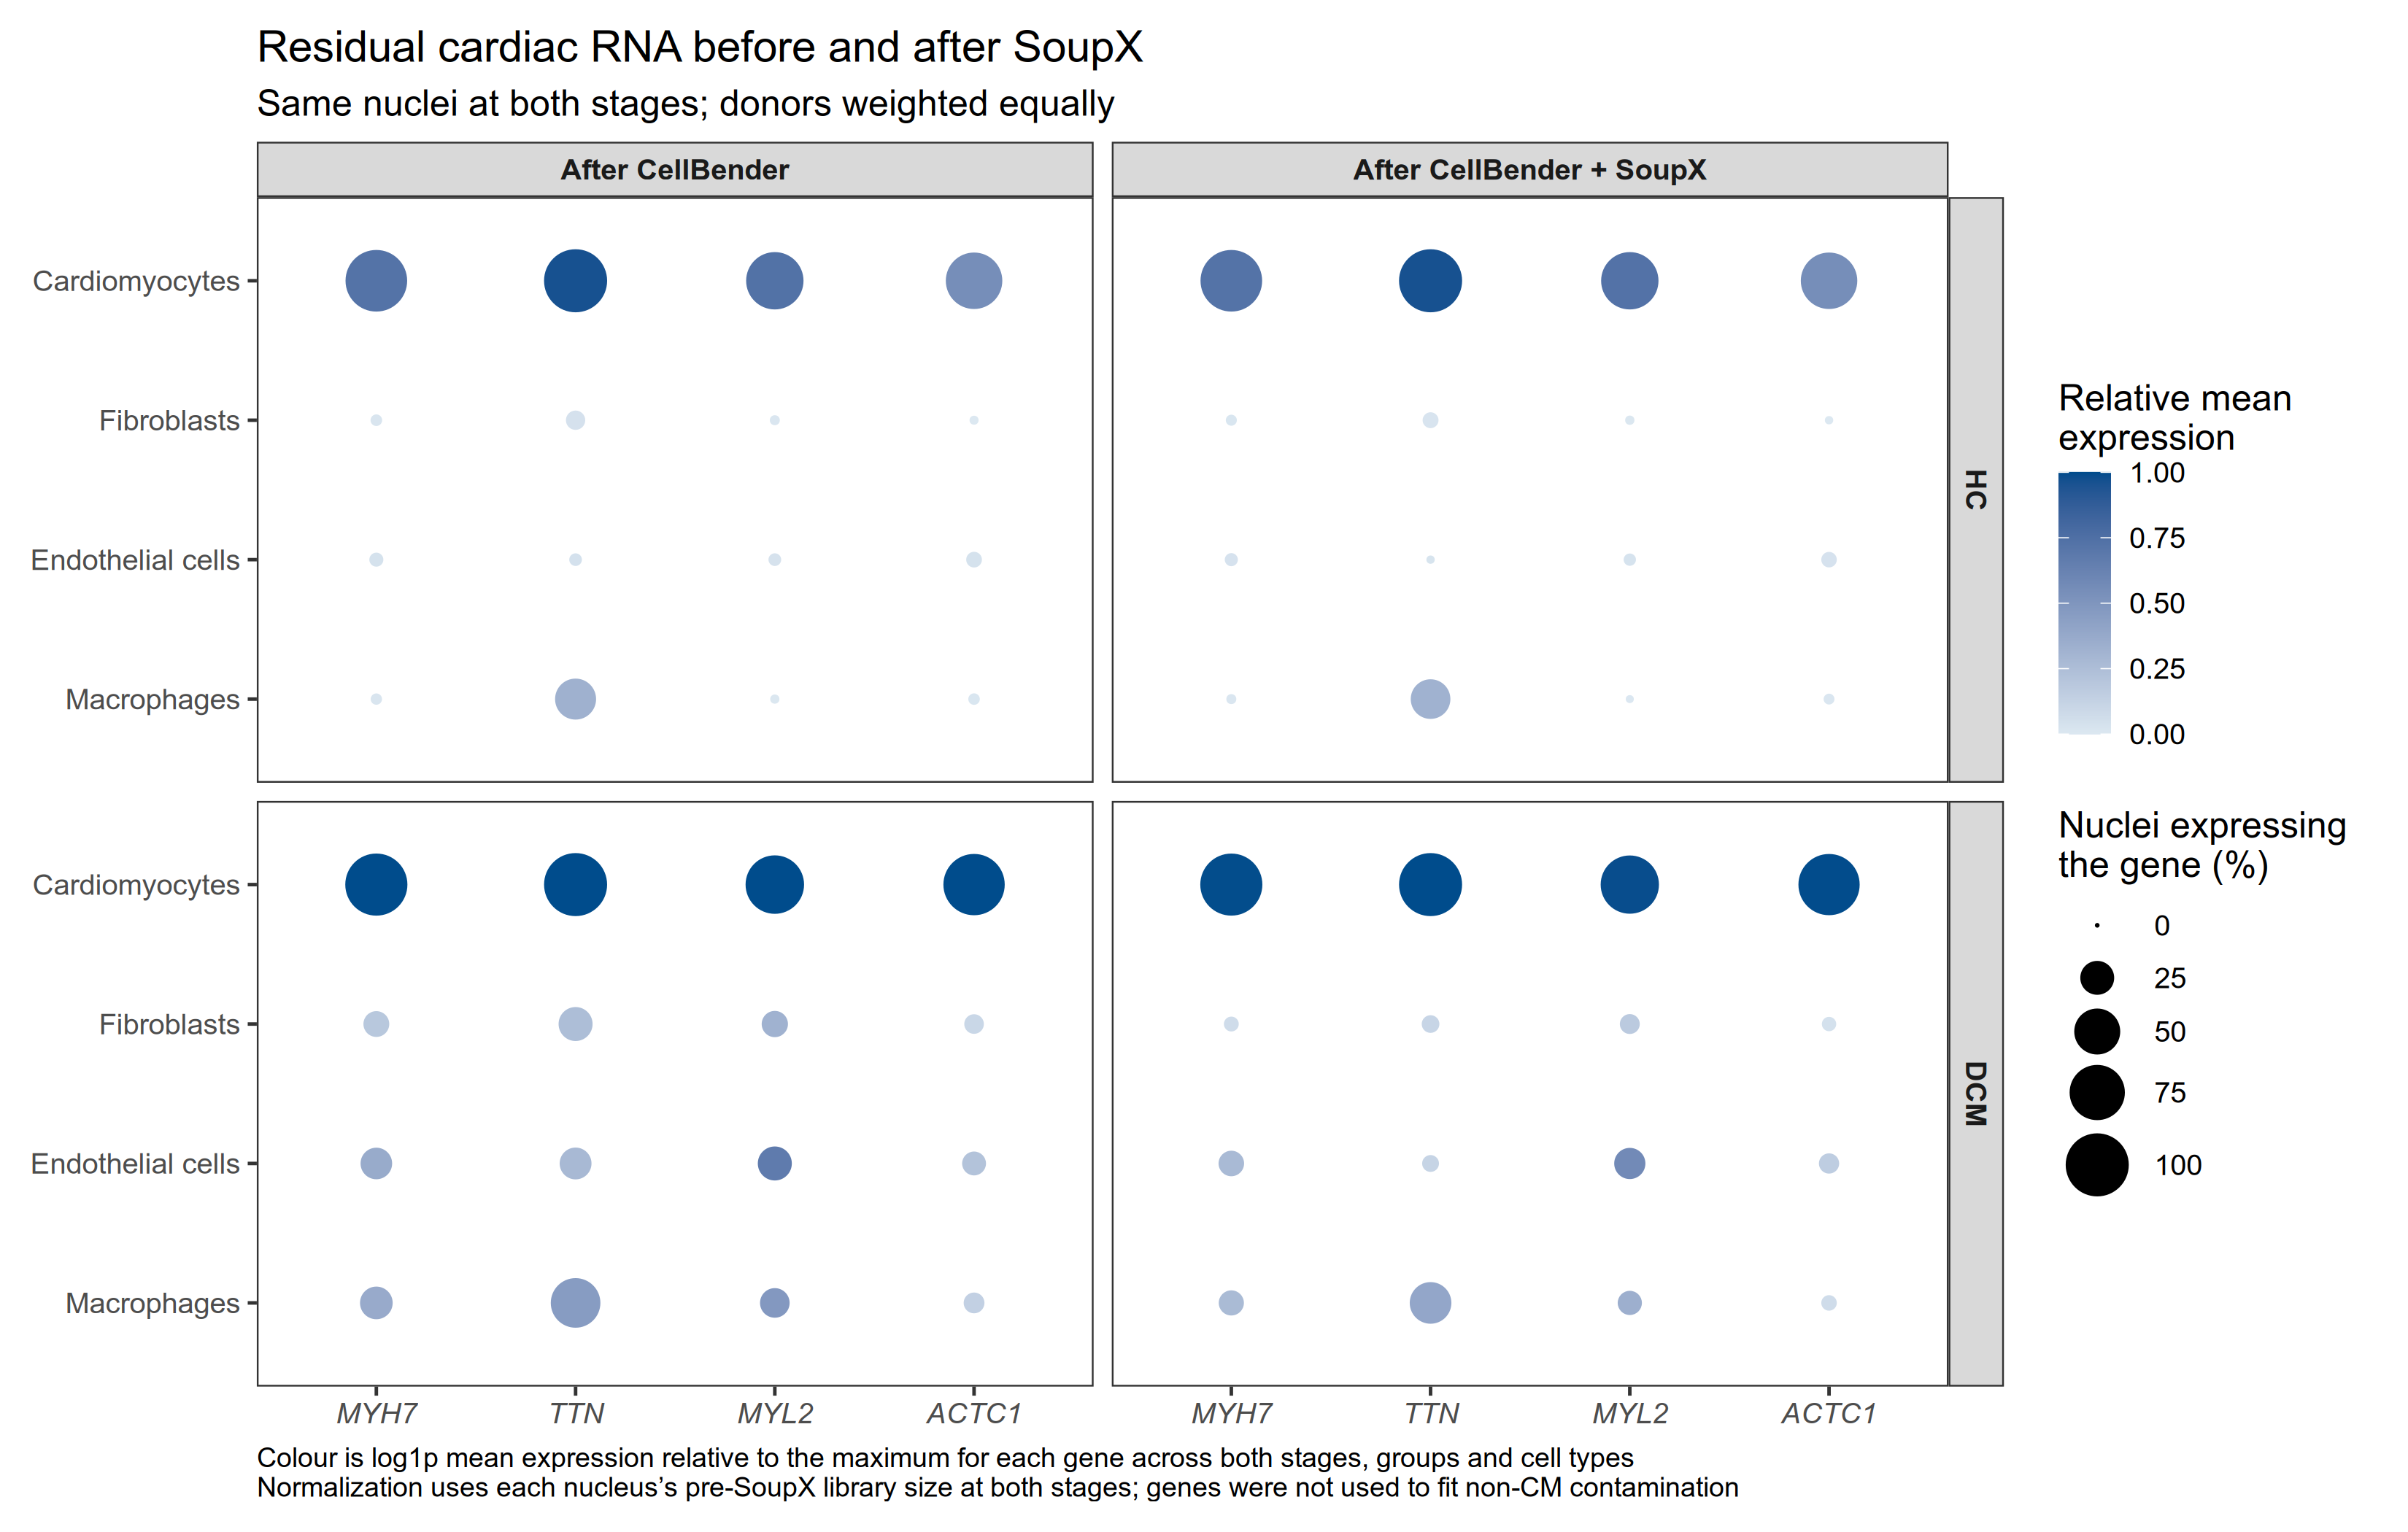 Residual cardiac RNA before and after SoupX
Same nuclei at both stages; donors weighted equally
After CellBender
After CellBender + SoupX
Cardiomyocytes
Fibroblasts
Endothelial cells
Macrophages
HC
Cardiomyocytes
Fibroblasts
Endothelial cells
Macrophages
DCM
MYH7
TTN
MYL2
ACTC1
MYH7
TTN
MYL2
ACTC1
Colour is log1p mean expression relative to the maximum for each gene across both stages, groups and cell types
Normalization uses each nucleus’s pre-SoupX library size at both stages; genes were not used to fit non-CM contamination
Relative mean
expression
1.00
0.75
0.50
0.25
0.00
Nuclei expressing
the gene (%)
0
25
50
75
100